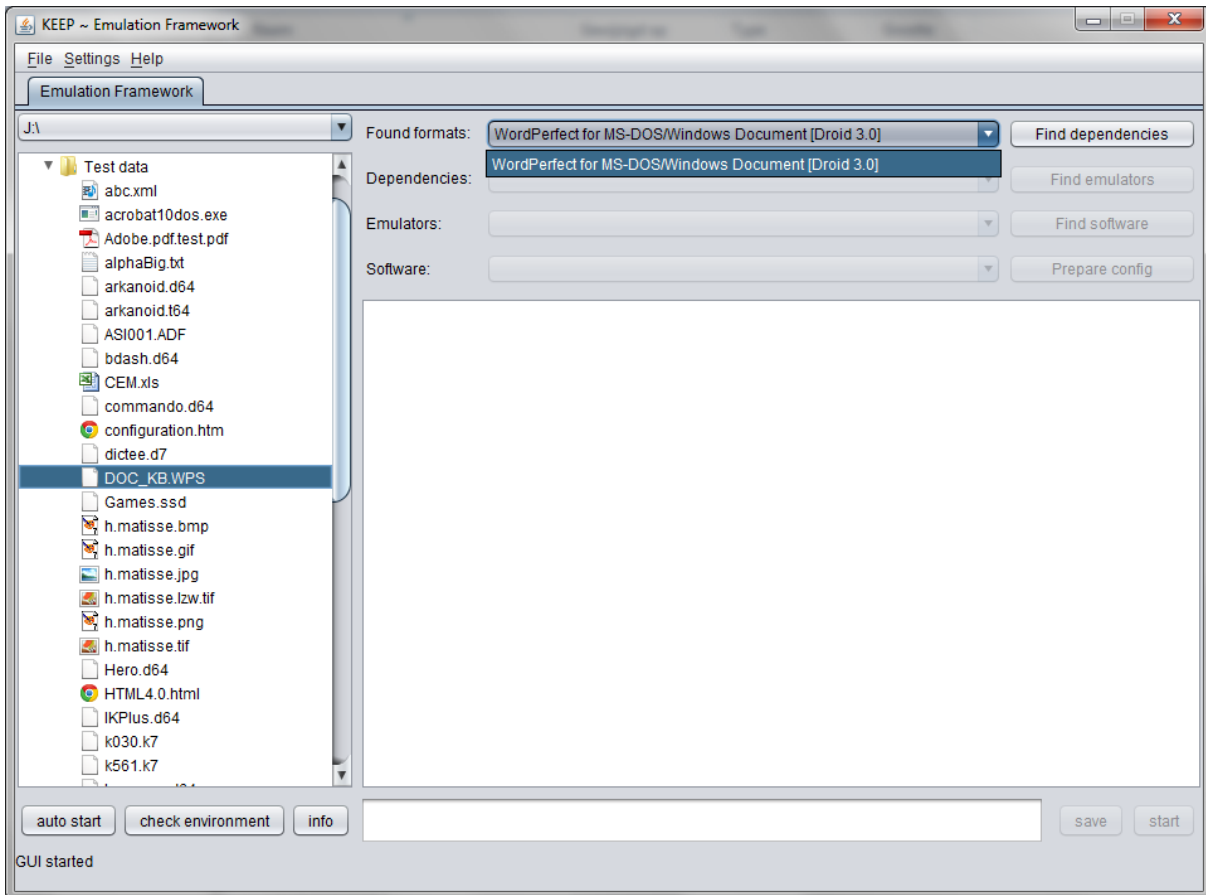 KEEP ~ Emulation Framework
File Settings Help
Emulation Framework
J:\
Test data
abc.xml
acrobat10dos.exe
Adobe.pdf.test.pdf
alphaBig.txt
arkanoid.d64
arkanoid.t64
ASI001.ADF
bdash.d64
CEM.xls
commando.d64
configuration.htm
dictee.d7
DOC_KB.WPS
Games.ssd
h.matisse.bmp
h.matisse.gif
h.matisse.jpg
h.matisse.lzw.tif
h.matisse.png
h.matisse.tif
Hero.d64
HTML4.0.html
IKPlus.d64
k030.k7
k561.k7
Found formats: WordPerfect for MS-DOS/Windows Document [Droid 3.0] Find dependencies
WordPerfect for MS-DOS/Windows Document [Droid 3.0]
Dependencies: Find emulators
Emulators: Find software
Software: Prepare config
auto start check environment info save start
GUI started